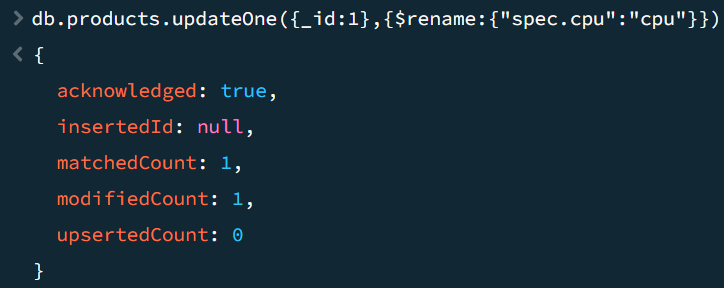 > db.products.updateOne({_id:1},{$rename:{"spec.cpu":"cpu"}})
< {
acknowledged: true,
insertedId: null,
matchedCount: 1,
modifiedCount: 1,
upsertedCount: 0
}